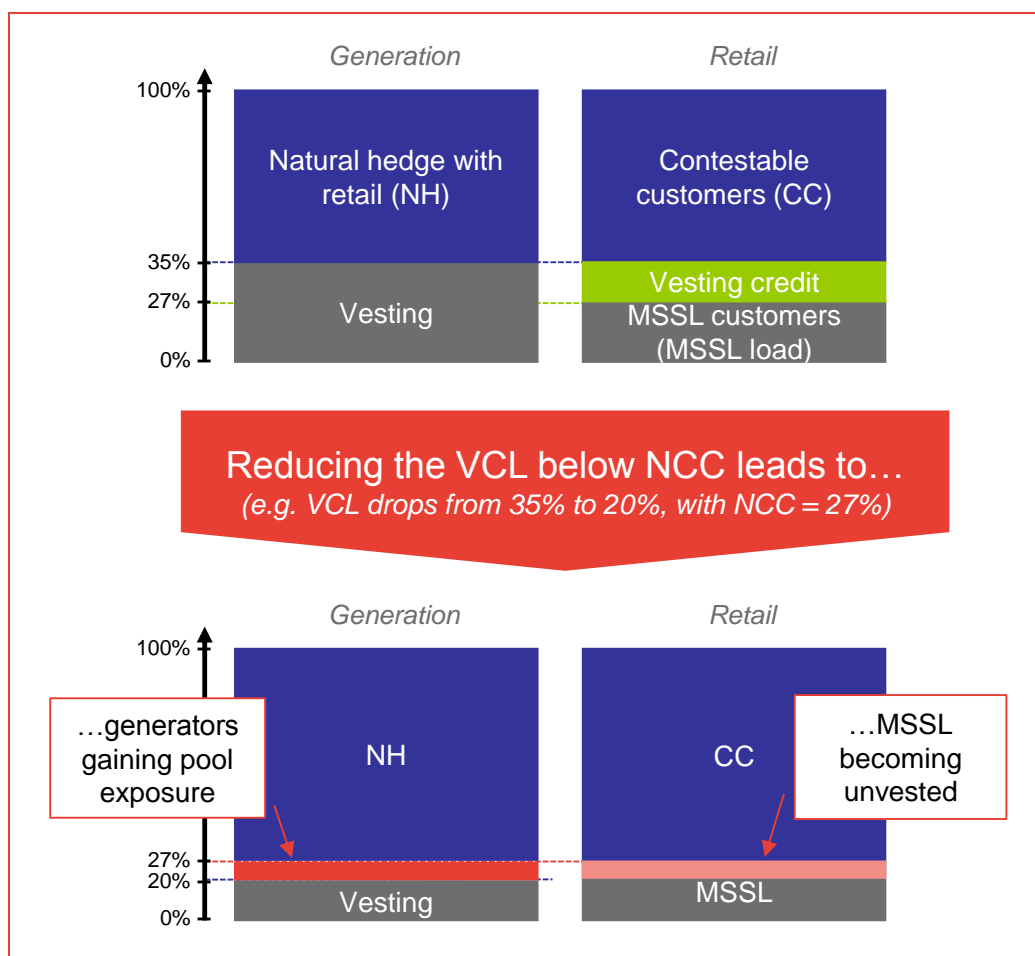 Generation
Retail
100%
Natural hedge with
retail (NH)
Contestable
customers (CC)
35%
Vesting credit
27%
Vesting
MSSL customers
(MSSL load)
0%
Reducing the VCL below NCC leads to…
(e.g. VCL drops from 35% to 20%, with NCC = 27%)
Generation
Retail
100%
…generators
gaining pool
exposure
NH
CC
…MSSL
becoming
unvested
27%
20%
Vesting
MSSL
0%